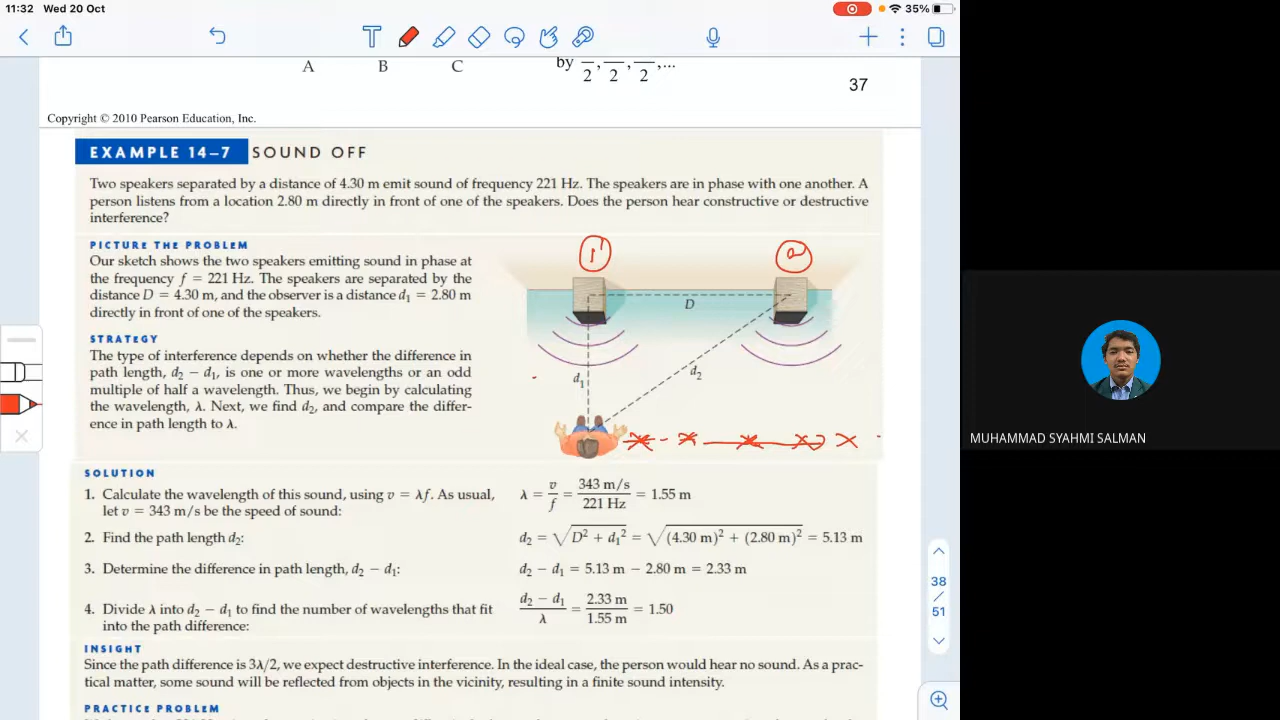 11:32 Wed 20 Oct
35%
A B C
by /2, /2, /2, ...
37
Copyright © 2010 Pearson Education, Inc.
EXAMPLE 14–7 SOUND OFF
Two speakers separated by a distance of 4.30 m emit sound of frequency 221 Hz. The speakers are in phase with one another. A
person listens from a location 2.80 m directly in front of one of the speakers. Does the person hear constructive or destructive
interference?
PICTURE THE PROBLEM
Our sketch shows the two speakers emitting sound in phase at
the frequency f = 221 Hz. The speakers are separated by the
distance D = 4.30 m, and the observer is a distance d₁ = 2.80 m
directly in front of one of the speakers.
STRATEGY
The type of interference depends on whether the difference in
path length, d₂ − d₁, is one or more wavelengths or an odd
multiple of half a wavelength. Thus, we begin by calculating
the wavelength, λ. Next, we find d₂, and compare the differ-
ence in path length to λ.
1 2
D
d₁ d₂
SOLUTION
1. Calculate the wavelength of this sound, using v = λf. As usual,
let v = 343 m/s be the speed of sound:
λ = v/f = 343 m/s / 221 Hz = 1.55 m
2. Find the path length d₂:
d₂ = √(D² + d₁²) = √((4.30 m)² + (2.80 m)²) = 5.13 m
3. Determine the difference in path length, d₂ − d₁:
d₂ − d₁ = 5.13 m − 2.80 m = 2.33 m
4. Divide λ into d₂ − d₁ to find the number of wavelengths that fit
into the path difference:
d₂ − d₁ / λ = 2.33 m / 1.55 m = 1.50
INSIGHT
Since the path difference is 3λ/2, we expect destructive interference. In the ideal case, the person would hear no sound. As a prac-
tical matter, some sound will be reflected from objects in the vicinity, resulting in a finite sound intensity.
PRACTICE PROBLEM
38
/
51
MUHAMMAD SYAHMI SALMAN